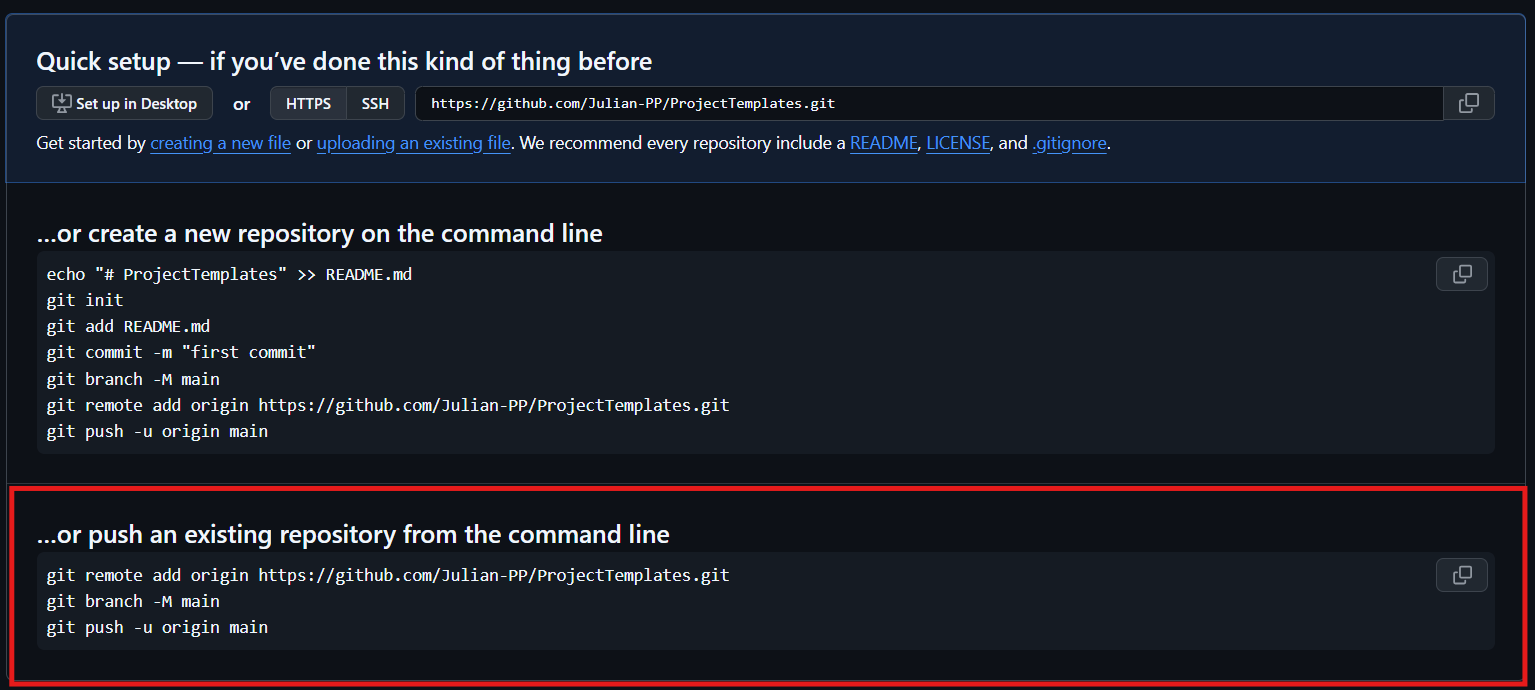 Quick setup — if you’ve done this kind of thing before
Set up in Desktop or HTTPS SSH https://github.com/Julian-PP/ProjectTemplates.git
Get started by creating a new file or uploading an existing file. We recommend every repository include a README, LICENSE, and .gitignore.
…or create a new repository on the command line
echo "# ProjectTemplates" >> README.md
git init
git add README.md
git commit -m "first commit"
git branch -M main
git remote add origin https://github.com/Julian-PP/ProjectTemplates.git
git push -u origin main
…or push an existing repository from the command line
git remote add origin https://github.com/Julian-PP/ProjectTemplates.git
git branch -M main
git push -u origin main